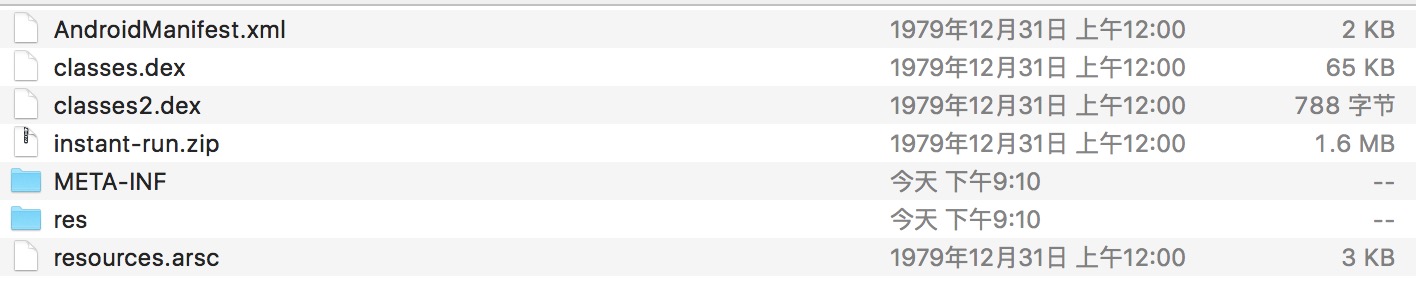 AndroidManifest.xml 1979年12月31日 上午12:00 2 KB
classes.dex 1979年12月31日 上午12:00 65 KB
classes2.dex 1979年12月31日 上午12:00 788 字节
instant-run.zip 1979年12月31日 上午12:00 1.6 MB
META-INF 今天 下午9:10 --
res 今天 下午9:10 --
resources.arsc 1979年12月31日 上午12:00 3 KB